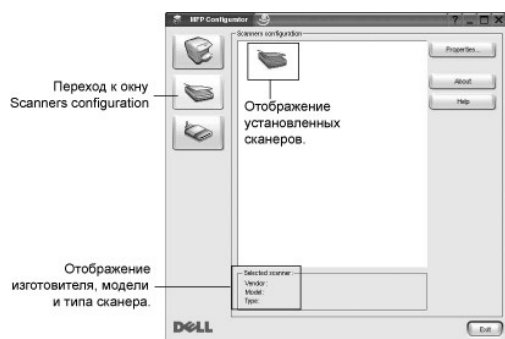 MFP Configurator
Scanners configuration
Properties...
About
Help
Переход к окну
Scanners configuration
Отображение
установленных
сканеров.
Отображение
изготовителя, модели
и типа сканера.
Selected scanner:
Vendor:
Model:
Type:
DELL
Exit